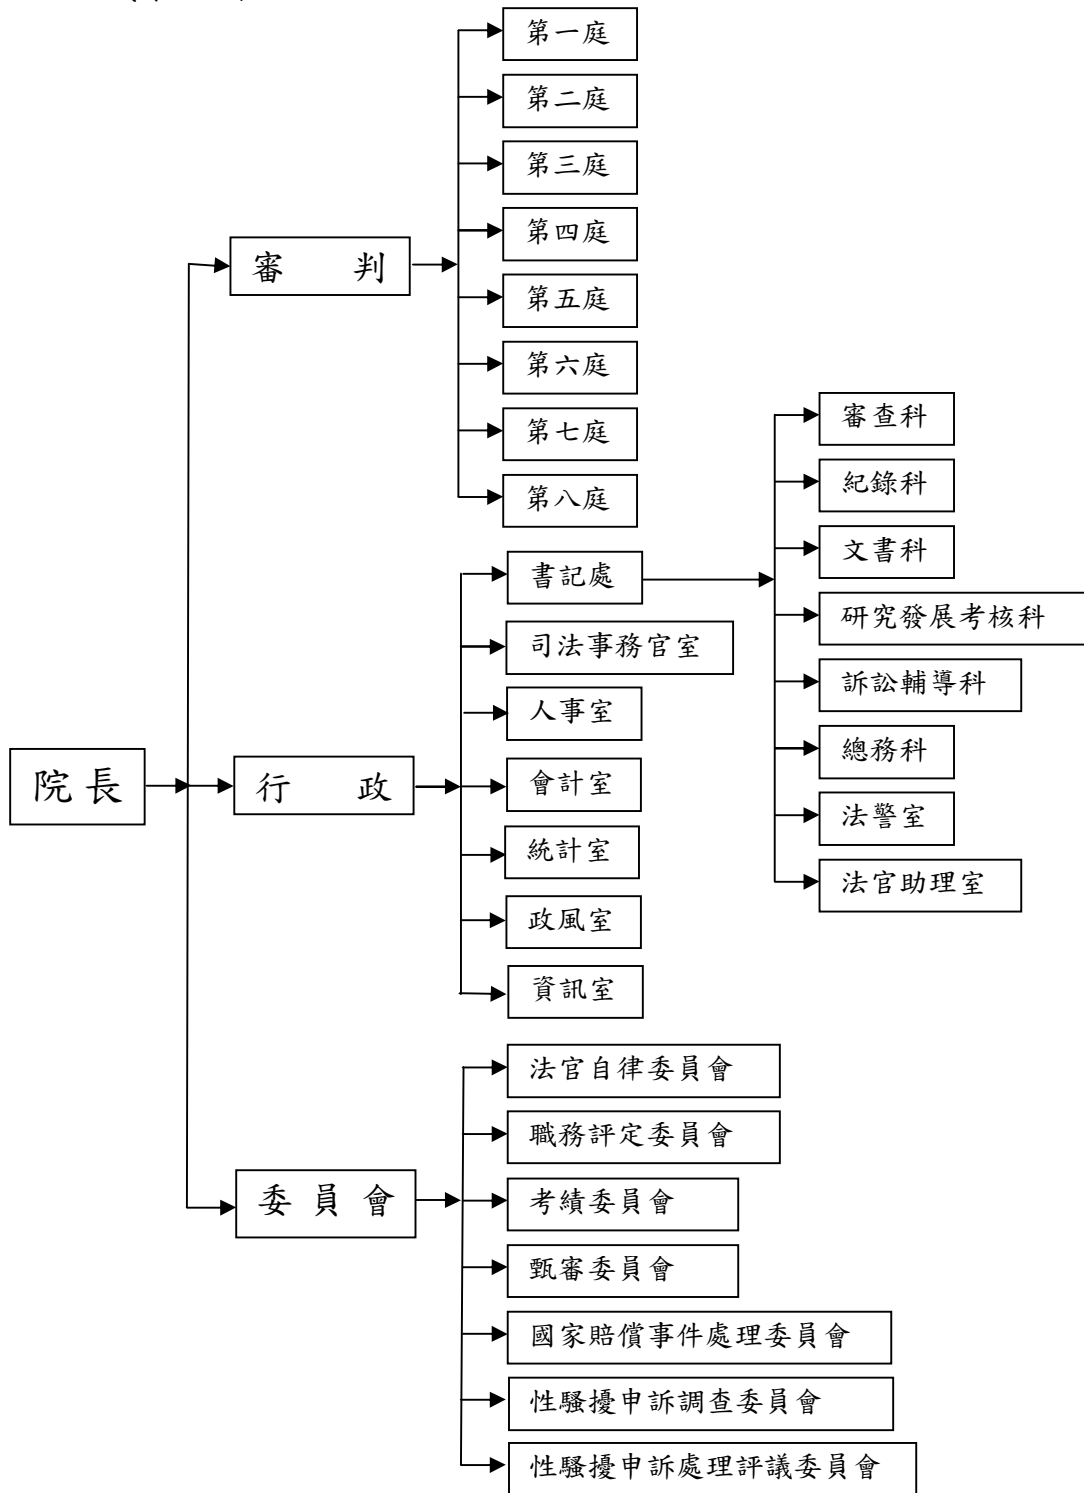 第一庭
第二庭
第三庭
第四庭
審 判
第五庭
第六庭
第七庭
第八庭
審查科
紀錄科
文書科
書記處
研究發展考核科
司法事務官室
訴訟輔導科
人事室
總務科
院長
行 政
會計室
法警室
統計室
法官助理室
政風室
資訊室
法官自律委員會
職務評定委員會
委員會
考績委員會
甄審委員會
國家賠償事件處理委員會
性騷擾申訴調查委員會
性騷擾申訴處理評議委員會